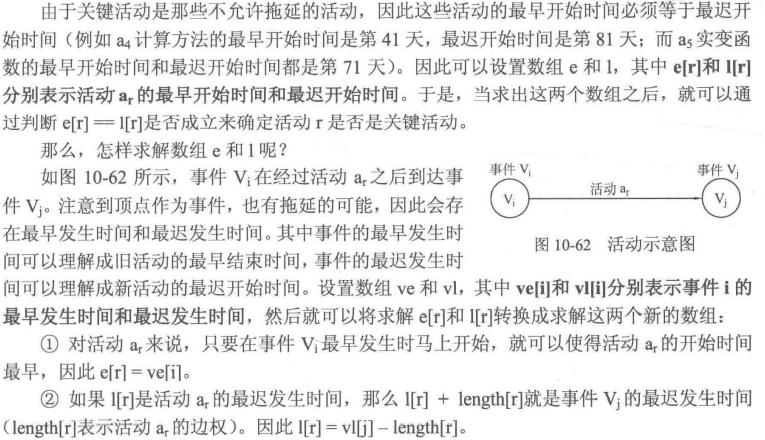 由于关键活动是那些不允许拖延的活动，因此这些活动的最早开始时间必须等于最迟开
始时间（例如 a₄ 计算方法的最早开始时间是第 41 天，最迟开始时间是第 81 天；而 a₅ 实变函
数的最早开始时间和最迟开始时间都是第 71 天）。因此可以设置数组 e 和 l，其中 e[r]和 l[r]
分别表示活动 aᵣ 的最早开始时间和最迟开始时间。于是，当求出这两个数组之后，就可以通
过判断 e[r] == l[r]是否成立来确定活动 r 是否是关键活动。
那么，怎样求解数组 e 和 l 呢？
如图 10-62 所示，事件 Vᵢ 在经过活动 aᵣ 之后到达事
件 Vⱼ。注意到顶点作为事件，也有拖延的可能，因此会存
在最早发生时间和最迟发生时间。其中事件的最早发生时
间可以理解成旧活动的最早结束时间，事件的最迟发生时
事件 Vᵢ
事件 Vⱼ
活动 aᵣ
Vᵢ
Vⱼ
图 10-62 活动示意图
间可以理解成新活动的最迟开始时间。设置数组 ve 和 vl，其中 ve[i]和 vl[i]分别表示事件 i 的
最早发生时间和最迟发生时间，然后就可以将求解 e[r]和 l[r]转换成求解这两个新的数组：
① 对活动 aᵣ 来说，只要在事件 Vᵢ 最早发生时马上开始，就可以使得活动 aᵣ 的开始时间
最早，因此 e[r] = ve[i]。
② 如果 l[r]是活动 aᵣ 的最迟发生时间，那么 l[r] + length[r]就是事件 Vⱼ 的最迟发生时间
（length[r]表示活动 aᵣ 的边权）。因此 l[r] = vl[j] – length[r]。